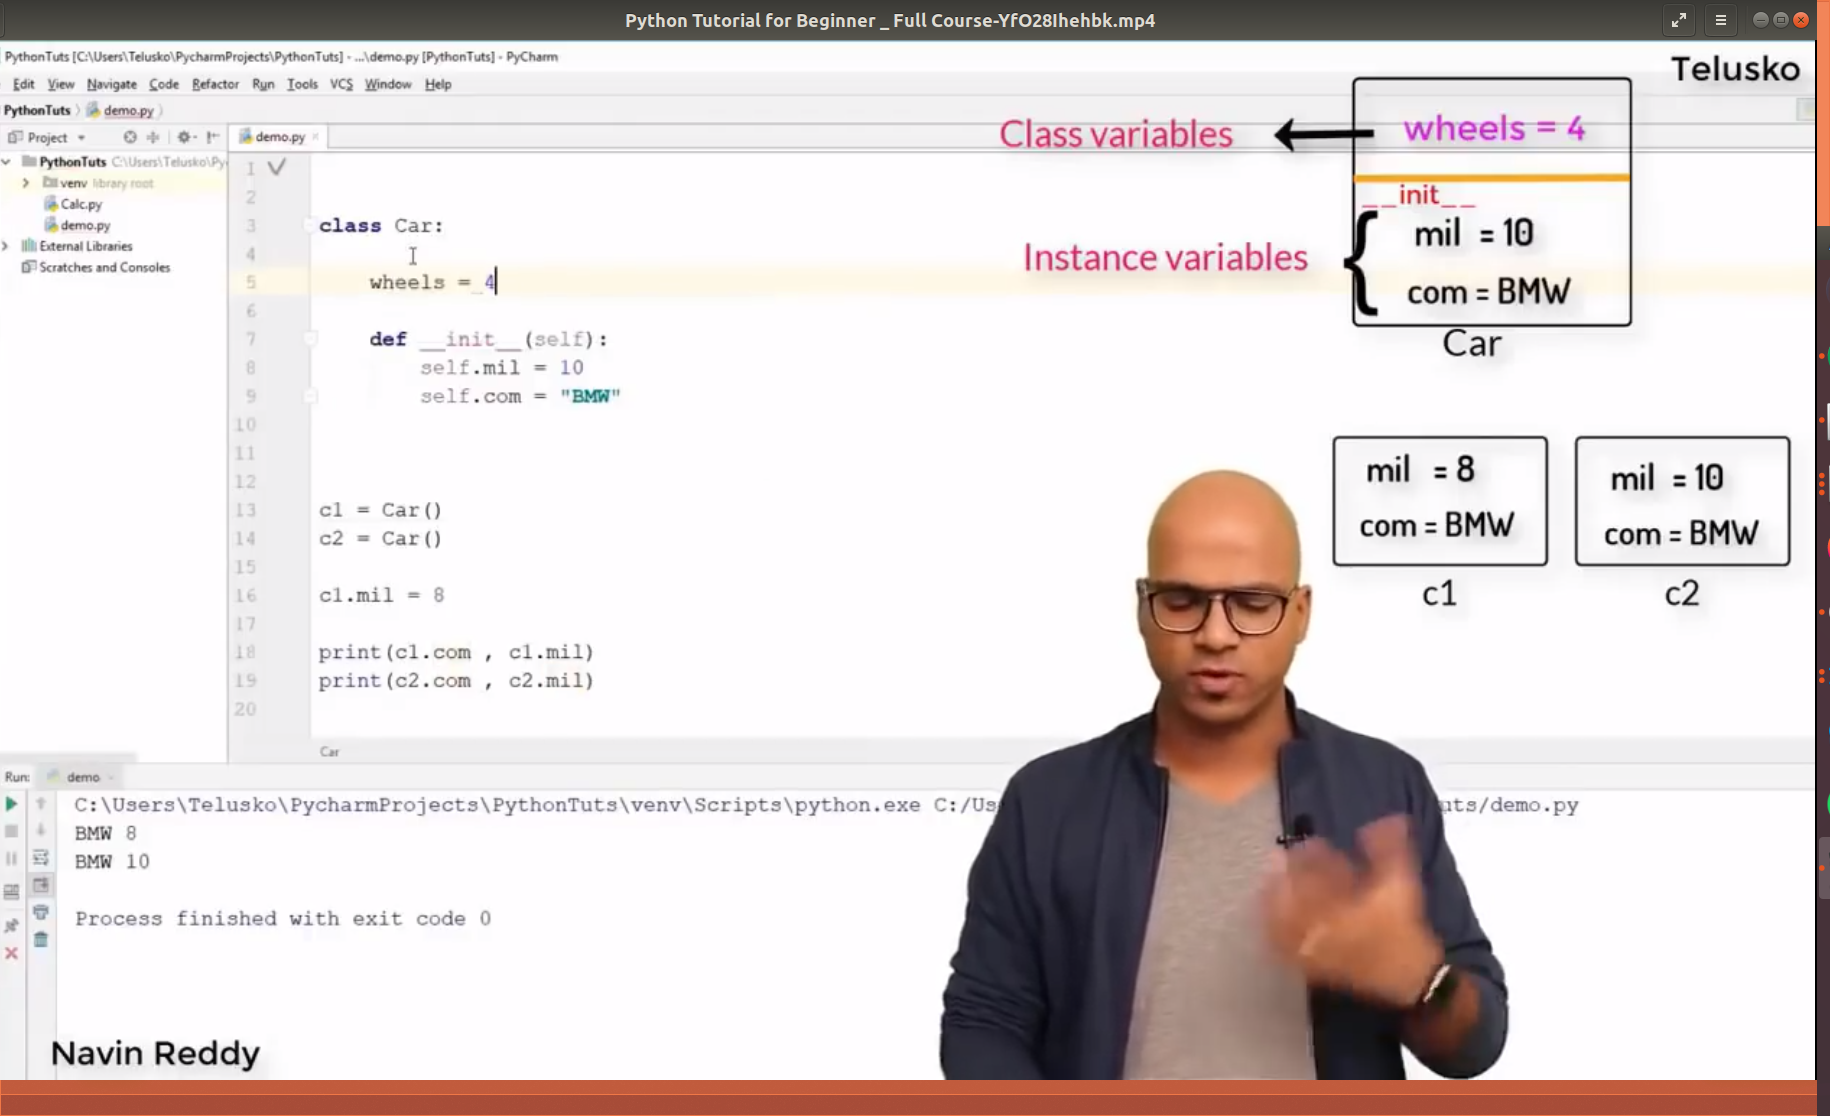 Python Tutorial for Beginner _ Full Course-YfO28Ihehbk.mp4
PythonTuts [C:\Users\Telusko\PycharmProjects\PythonTuts] - ...\demo.py [PythonTuts] - PyCharm
Edit View Navigate Code Refactor Run Tools VCS Window Help
PythonTuts demo.py
Project
demo.py
PythonTuts C:\Users\Telusko\Py
venv library root
Calc.py
demo.py
External Libraries
Scratches and Consoles
1
2
3 class Car:
4
5 wheels = 4
6
7 def __init__(self):
8 self.mil = 10
9 self.com = "BMW"
10
11
12
13 c1 = Car()
14 c2 = Car()
15
16 c1.mil = 8
17
18 print(c1.com , c1.mil)
19 print(c2.com , c2.mil)
20
Car
Telusko
Class variables
wheels = 4
__init__
Instance variables
mil = 10
com = BMW
Car
mil = 8
com = BMW
c1
mil = 10
com = BMW
c2
Run: demo
C:\Users\Telusko\PycharmProjects\PythonTuts\venv\Scripts\python.exe C:/Us uts/demo.py
BMW 8
BMW 10
Process finished with exit code 0
Navin Reddy